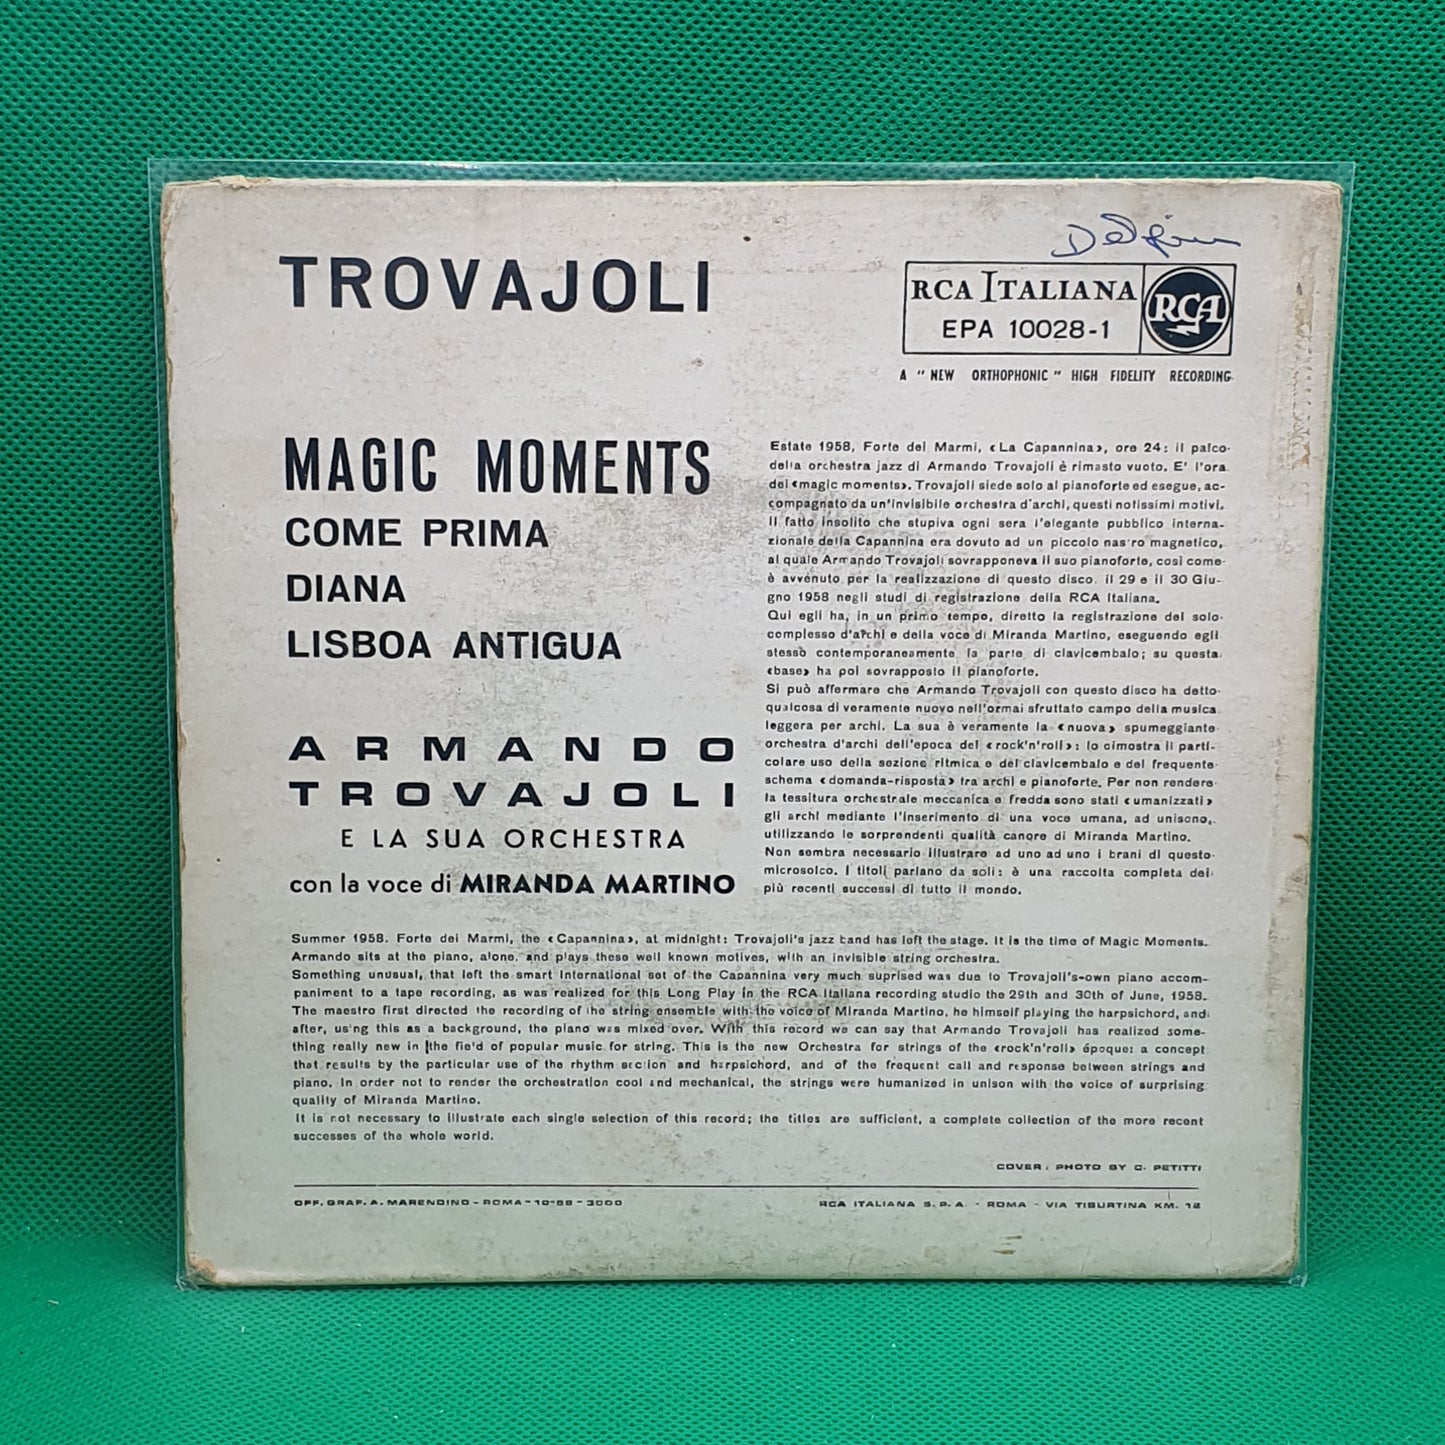 TROVAJOLI
RCA ITALIANA
EPA 10028-1
RCA
A "NEW ORTHOPHONIC" HIGH FIDELITY RECORDING
MAGIC MOMENTS
COME PRIMA
DIANA
LISBOA ANTIGUA
ARMANDO
TROVAJOLI
E LA SUA ORCHESTRA
con la voce di MIRANDA MARTINO
Estate 1958, Forte dei Marmi, «La Capannina», ore 24: il palco
della orchestra jazz di Armando Trovajoli è rimasto vuoto. E' l'ora
dei «magic moments». Trovajoli siede solo al pianoforte ed esegue, ac-
compagnato da un'invisibile orchestra d'archi, questi notissimi motivi.
Il fatto insolito che stupiva ogni sera l'elegante pubblico interna-
zionale della Capannina era dovuto ad un piccolo nastro magnetico,
al quale Armando Trovajoli sovrapponeva il suo pianoforte, così come
è avvenuto per la realizzazione di questo disco, il 29 e il 30 Giu-
gno 1958 negli studi di registrazione della RCA Italiana.
Qui egli ha, in un primo tempo, diretto la registrazione del solo
complesso d'archi e della voce di Miranda Martino, eseguendo egli
stesso contemporaneamente la parte di clavicembalo; su questa
«base» ha poi sovrapposto il pianoforte.
Si può affermare che Armando Trovajoli con questo disco ha detto
qualcosa di veramente nuovo nell'ormai sfruttato campo della musica
leggera per archi. La sua è veramente la «nuova» spumeggiante
orchestra d'archi dell'epoca del «rock'n'roll»: lo dimostra il parti-
colare uso della sezione ritmica e del clavicembalo e del frequente
schema «domanda-risposta» tra archi e pianoforte. Per non rendere
la tessitura orchestrale meccanica e fredda sono stati «umanizzati»
gli archi mediante l'inserimento di una voce umana, ad unisono,
utilizzando le sorprendenti qualità canore di Miranda Martino.
Non sembra necessario illustrare ad uno ad uno i brani di questo
microsolco. I titoli parlano da soli: è una raccolta completa dei
più recenti successi di tutto il mondo.
Summer 1958. Forte dei Marmi, the «Capannina», at midnight: Trovajoli's jazz band has left the stage. It is the time of Magic Moments.
Armando sits at the piano, alone, and plays these well known motives, with an invisible string orchestra.
Something unusual, that left the smart international set of the Capannina very much suprised was due to Trovajoli's-own piano accom-
paniment to a tape recording, as was realized for this Long Play in the RCA Italiana recording studio the 29th and 30th of June, 1958.
The maestro first directed the recording of the string ensemble with the voice of Miranda Martino, he himself playing the harpsichord, and
after, using this as a background, the piano was mixed over. With this record we can say that Armando Trovajoli has realized some-
thing really new in the field of popular music for string. This is the new Orchestra for strings of the «rock'n'roll» époque: a concept
that results by the particular use of the rhythm section and harpsichord, and of the frequent call and response between strings and
piano. In order not to render the orchestration cool and mechanical, the strings were humanized in unison with the voice of surprising
quality of Miranda Martino.
It is not necessary to illustrate each single selection of this record; the titles are sufficient, a complete collection of the more recent
successes of the whole world.
COVER: PHOTO BY C. PETITTI
OFF. GRAF. A. MARENDINO - ROMA - 10-58 - 3000
RCA ITALIANA S.P.A. - ROMA - VIA TIBURTINA KM. 12